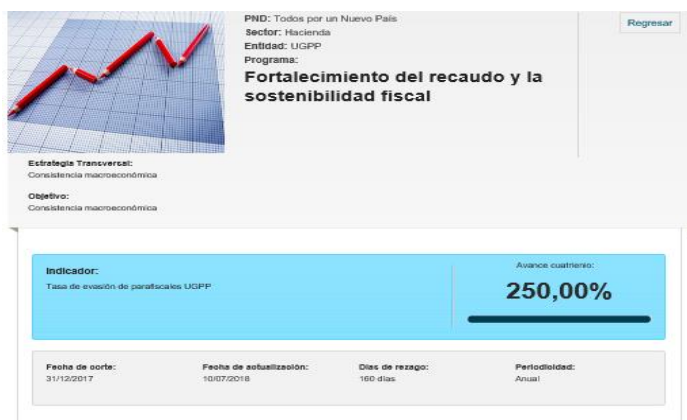 PND: Todos por un Nuevo País
Sector: Hacienda
Entidad: UGPP
Programa:
Fortalecimiento del recaudo y la
sostenibilidad fiscal
Regresar
Estrategia Transversal:
Consistencia macroeconómica
Objetivo:
Consistencia macroeconómica
Indicador:
Tasa de evasión de parafiscales UGPP
Avance cuatrienio:
250,00%
Fecha de corte:
31/12/2017
Fecha de actualización:
10/07/2018
Días de rezago:
160 días
Periodicidad:
Anual